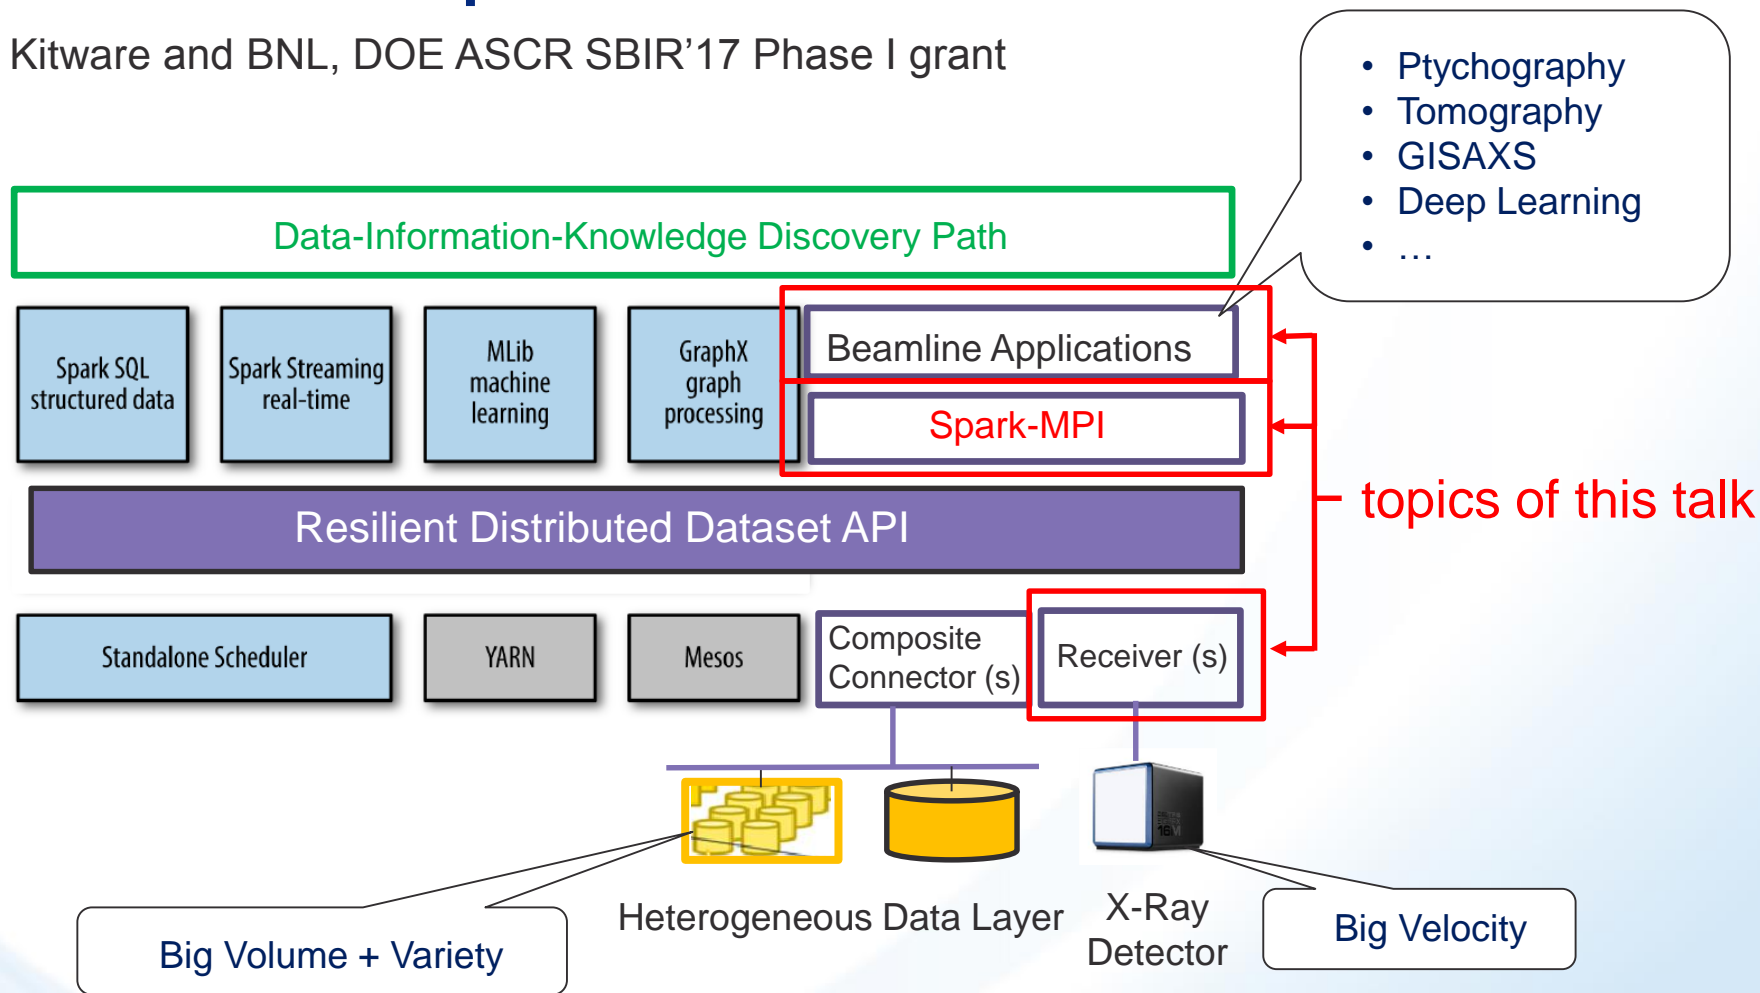 Kitware and BNL, DOE ASCR SBIR'17 Phase I grant
• Ptychography
• Tomography
• GISAXS
• Deep Learning
• …
Data-Information-Knowledge Discovery Path
Spark SQL
structured data
Spark Streaming
real-time
MLib
machine
learning
GraphX
graph
processing
Beamline Applications
Spark-MPI
topics of this talk
Resilient Distributed Dataset API
Standalone Scheduler
YARN
Mesos
Composite
Connector (s)
Receiver (s)
16M
Heterogeneous Data Layer
X-Ray
Detector
Big Volume + Variety
Big Velocity